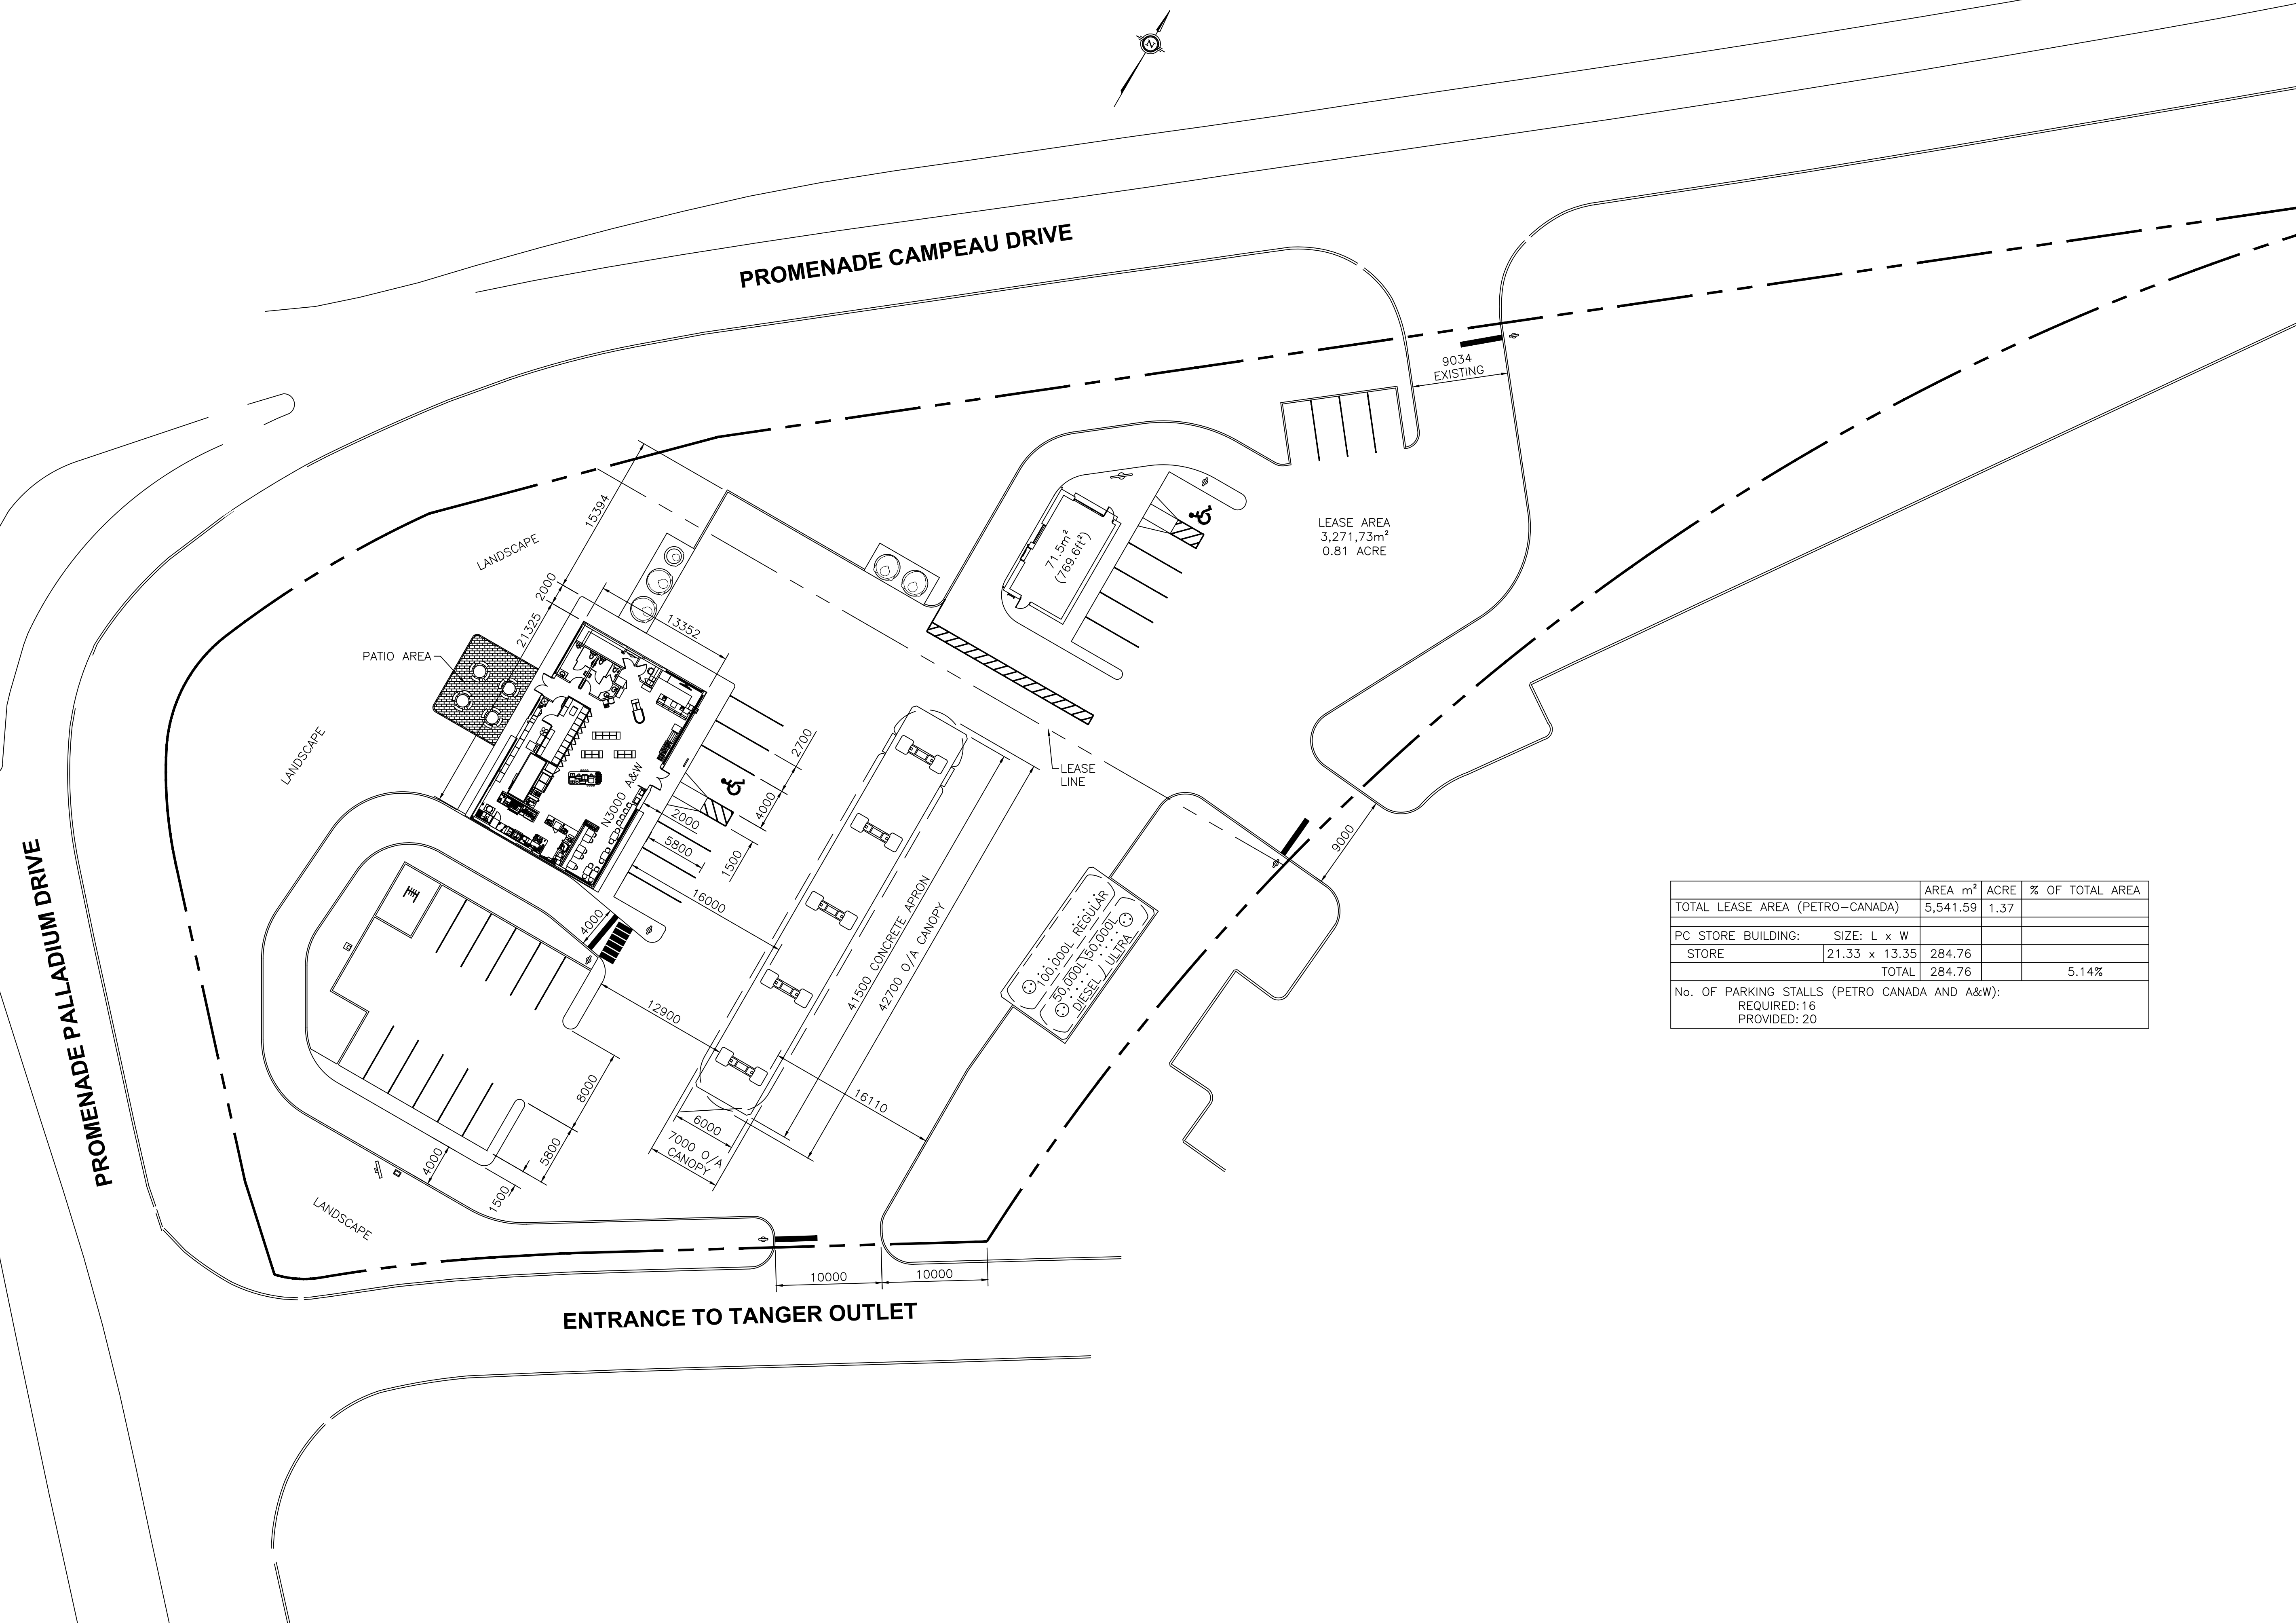 N
PROMENADE CAMPEAU DRIVE
9034
EXISTING
15394
LANDSCAPE
2000
21325
13352
PATIO AREA
71.5m²
(769.6ft²)
LEASE AREA
3,271,73m²
0.81 ACRE
LANDSCAPE
N3000 A&W
2700
4000
2000
5800
1500
16000
4000
LEASE
LINE
9000
41500 CONCRETE APRON
42700 O/A CANOPY
100,000L REGULAR
50,000L\50,000L
DIESEL / ULTRA
12900
8000
16110
6000
7000 O/A
CANOPY
5800
4000
1500
LANDSCAPE
PROMENADE PALLADIUM DRIVE
10000
10000
ENTRANCE TO TANGER OUTLET
AREA m² ACRE % OF TOTAL AREA
TOTAL LEASE AREA (PETRO-CANADA) 5,541.59 1.37
PC STORE BUILDING: SIZE: L x W
STORE 21.33 x 13.35 284.76
TOTAL 284.76 5.14%
No. OF PARKING STALLS (PETRO CANADA AND A&W):
REQUIRED:16
PROVIDED: 20